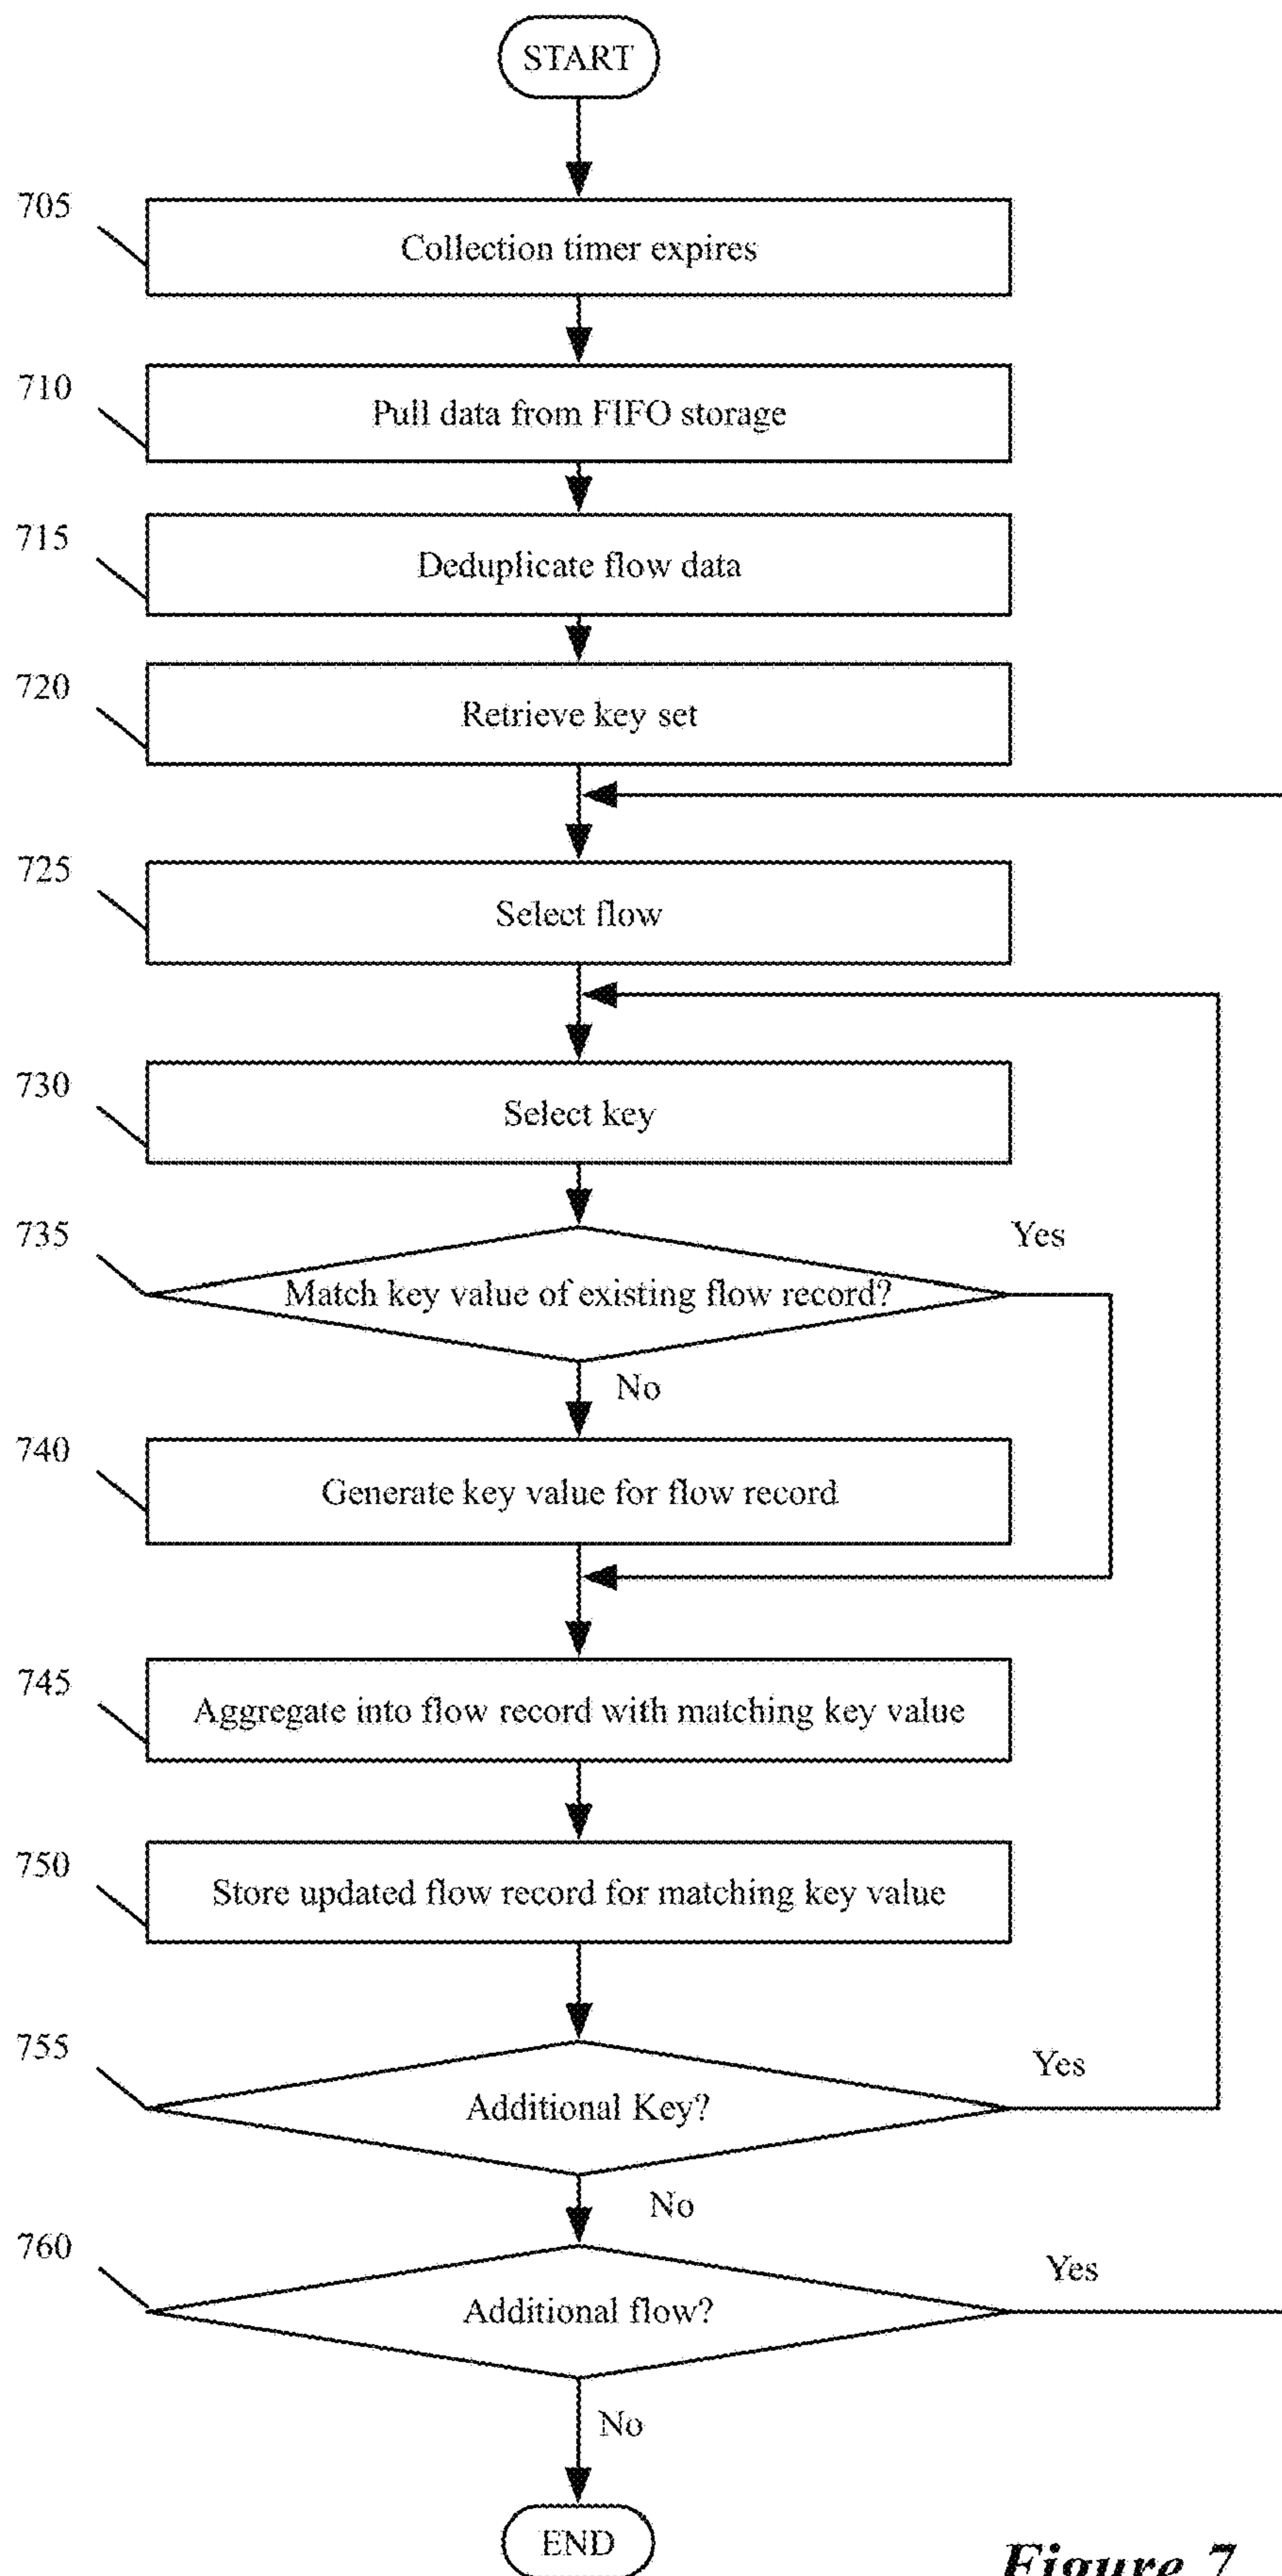 START
705
Collection timer expires
710
Pull data from FIFO storage
715
Deduplicate flow data
720
Retrieve key set
725
Select flow
730
Select key
735
Yes
Match key value of existing flow record?
No
740
Generate key value for flow record
745
Aggregate into flow record with matching key value
750
Store updated flow record for matching key value
755
Yes
Additional Key?
No
760
Yes
Additional flow?
No
END
Figure 7